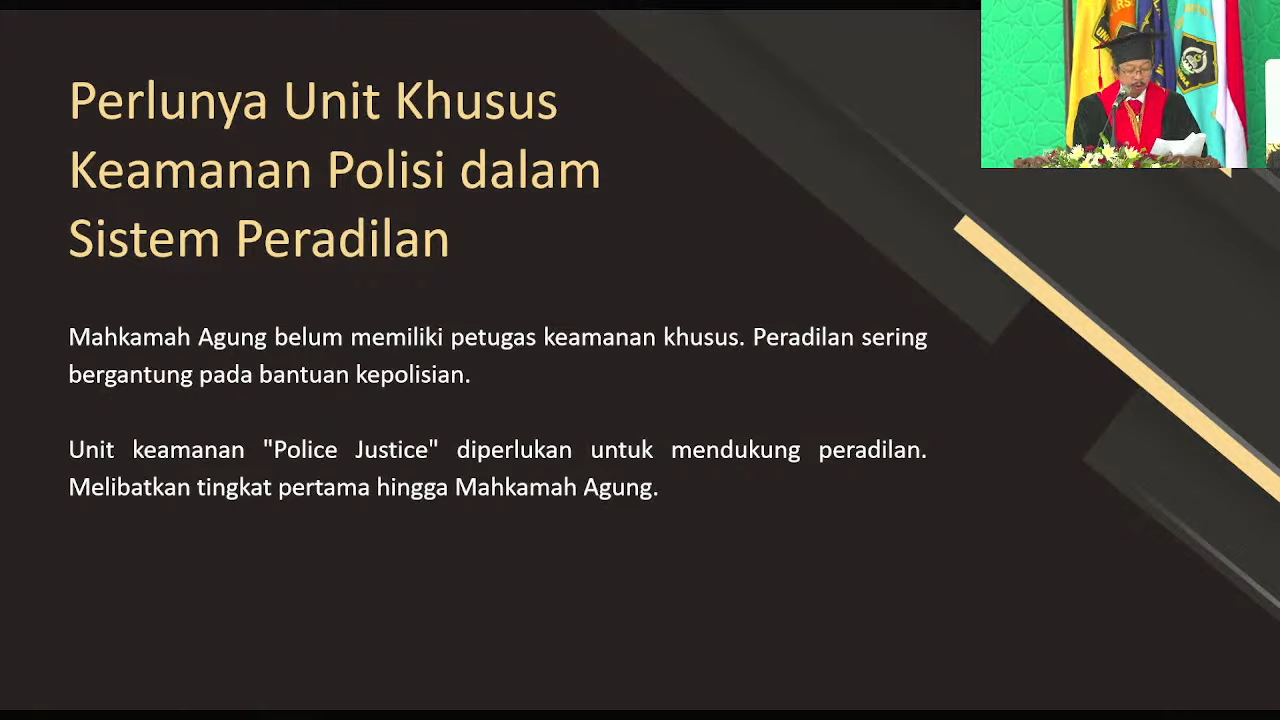 Perlunya Unit Khusus
Keamanan Polisi dalam
Sistem Peradilan
Mahkamah Agung belum memiliki petugas keamanan khusus. Peradilan sering
bergantung pada bantuan kepolisian.
Unit keamanan "Police Justice" diperlukan untuk mendukung peradilan.
Melibatkan tingkat pertama hingga Mahkamah Agung.